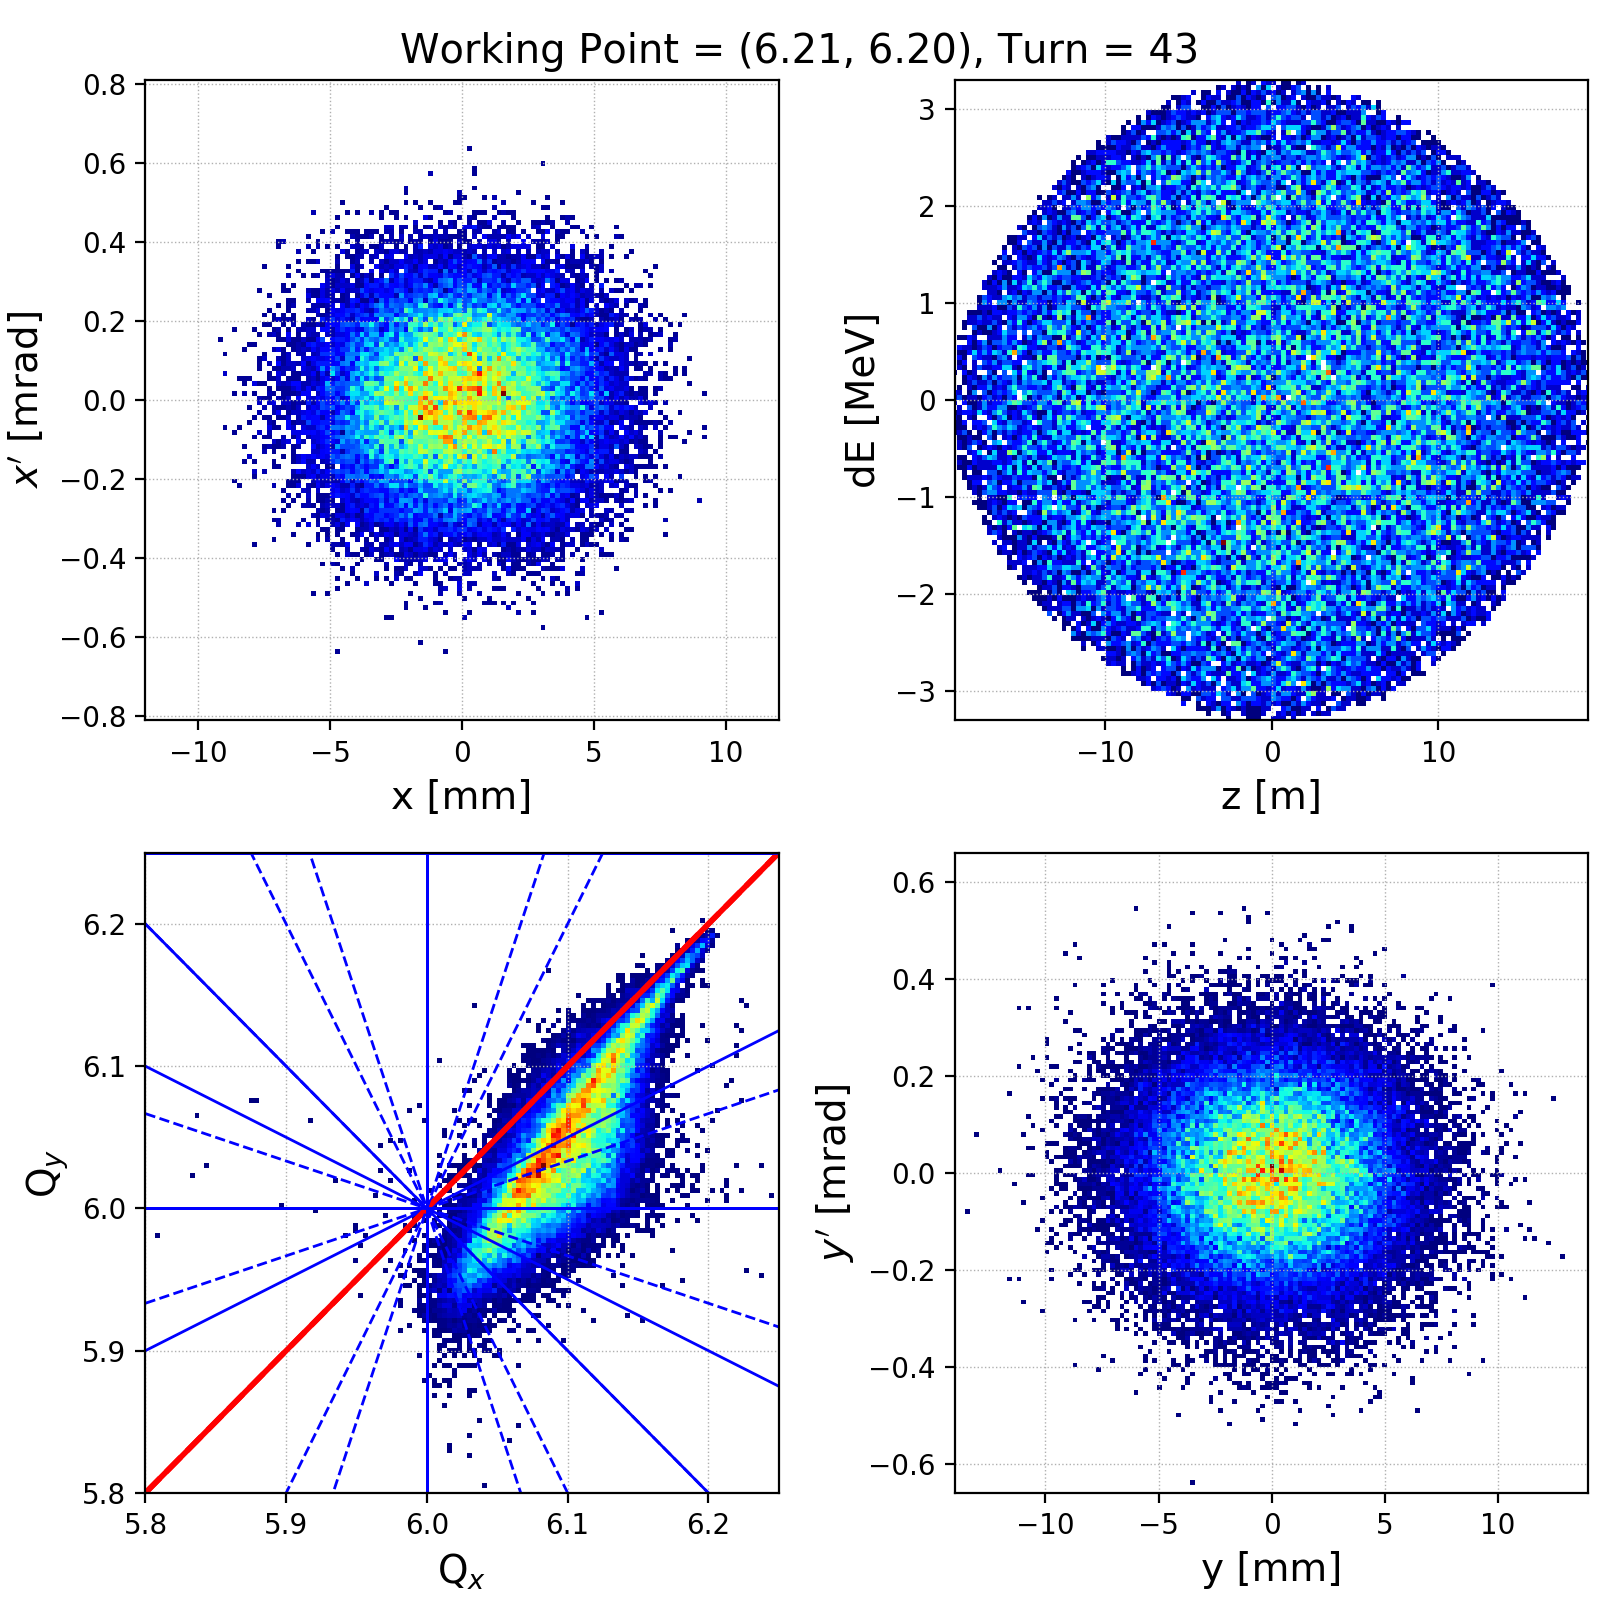 Working Point = (6.21, 6.20), Turn = 43
0.8
0.6
0.4
0.2
0.0
−0.2
−0.4
−0.6
−0.8
x′ [mrad]
−10 −5 0 5 10
x [mm]
3
2
1
0
−1
−2
−3
dE [MeV]
−10 0 10
z [m]
6.2
6.1
6.0
5.9
5.8
Qy
5.8 5.9 6.0 6.1 6.2
Qx
0.6
0.4
0.2
0.0
−0.2
−0.4
−0.6
y′ [mrad]
−10 −5 0 5 10
y [mm]